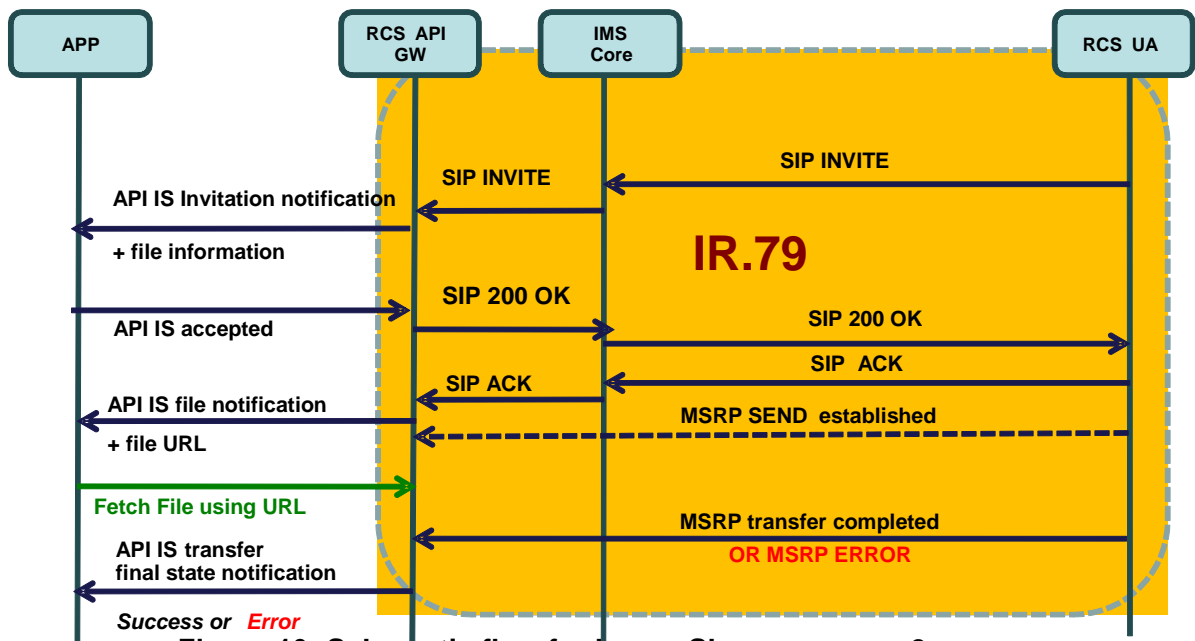 APP
RCS API
GW
IMS
Core
RCS UA
SIP INVITE
SIP INVITE
API IS Invitation notification
+ file information
IR.79
SIP 200 OK
SIP 200 OK
API IS accepted
SIP ACK
SIP ACK
API IS file notification
MSRP SEND established
+ file URL
Fetch File using URL
MSRP transfer completed
OR MSRP ERROR
API IS transfer
final state notification
Success or Error